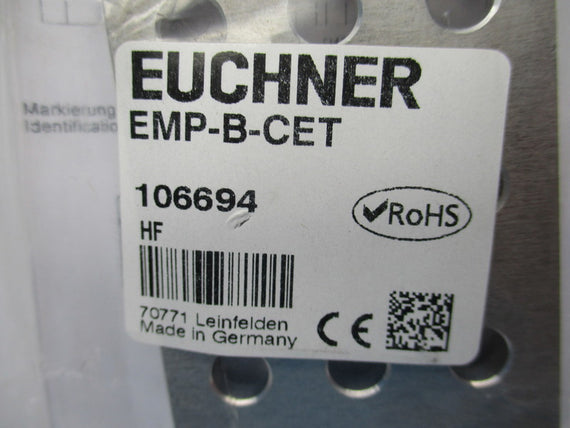 EUCHNER
EMP-B-CET
Markierung
Identificatio
106694
✓RoHS
HF
70771 Leinfelden
Made in Germany
CE